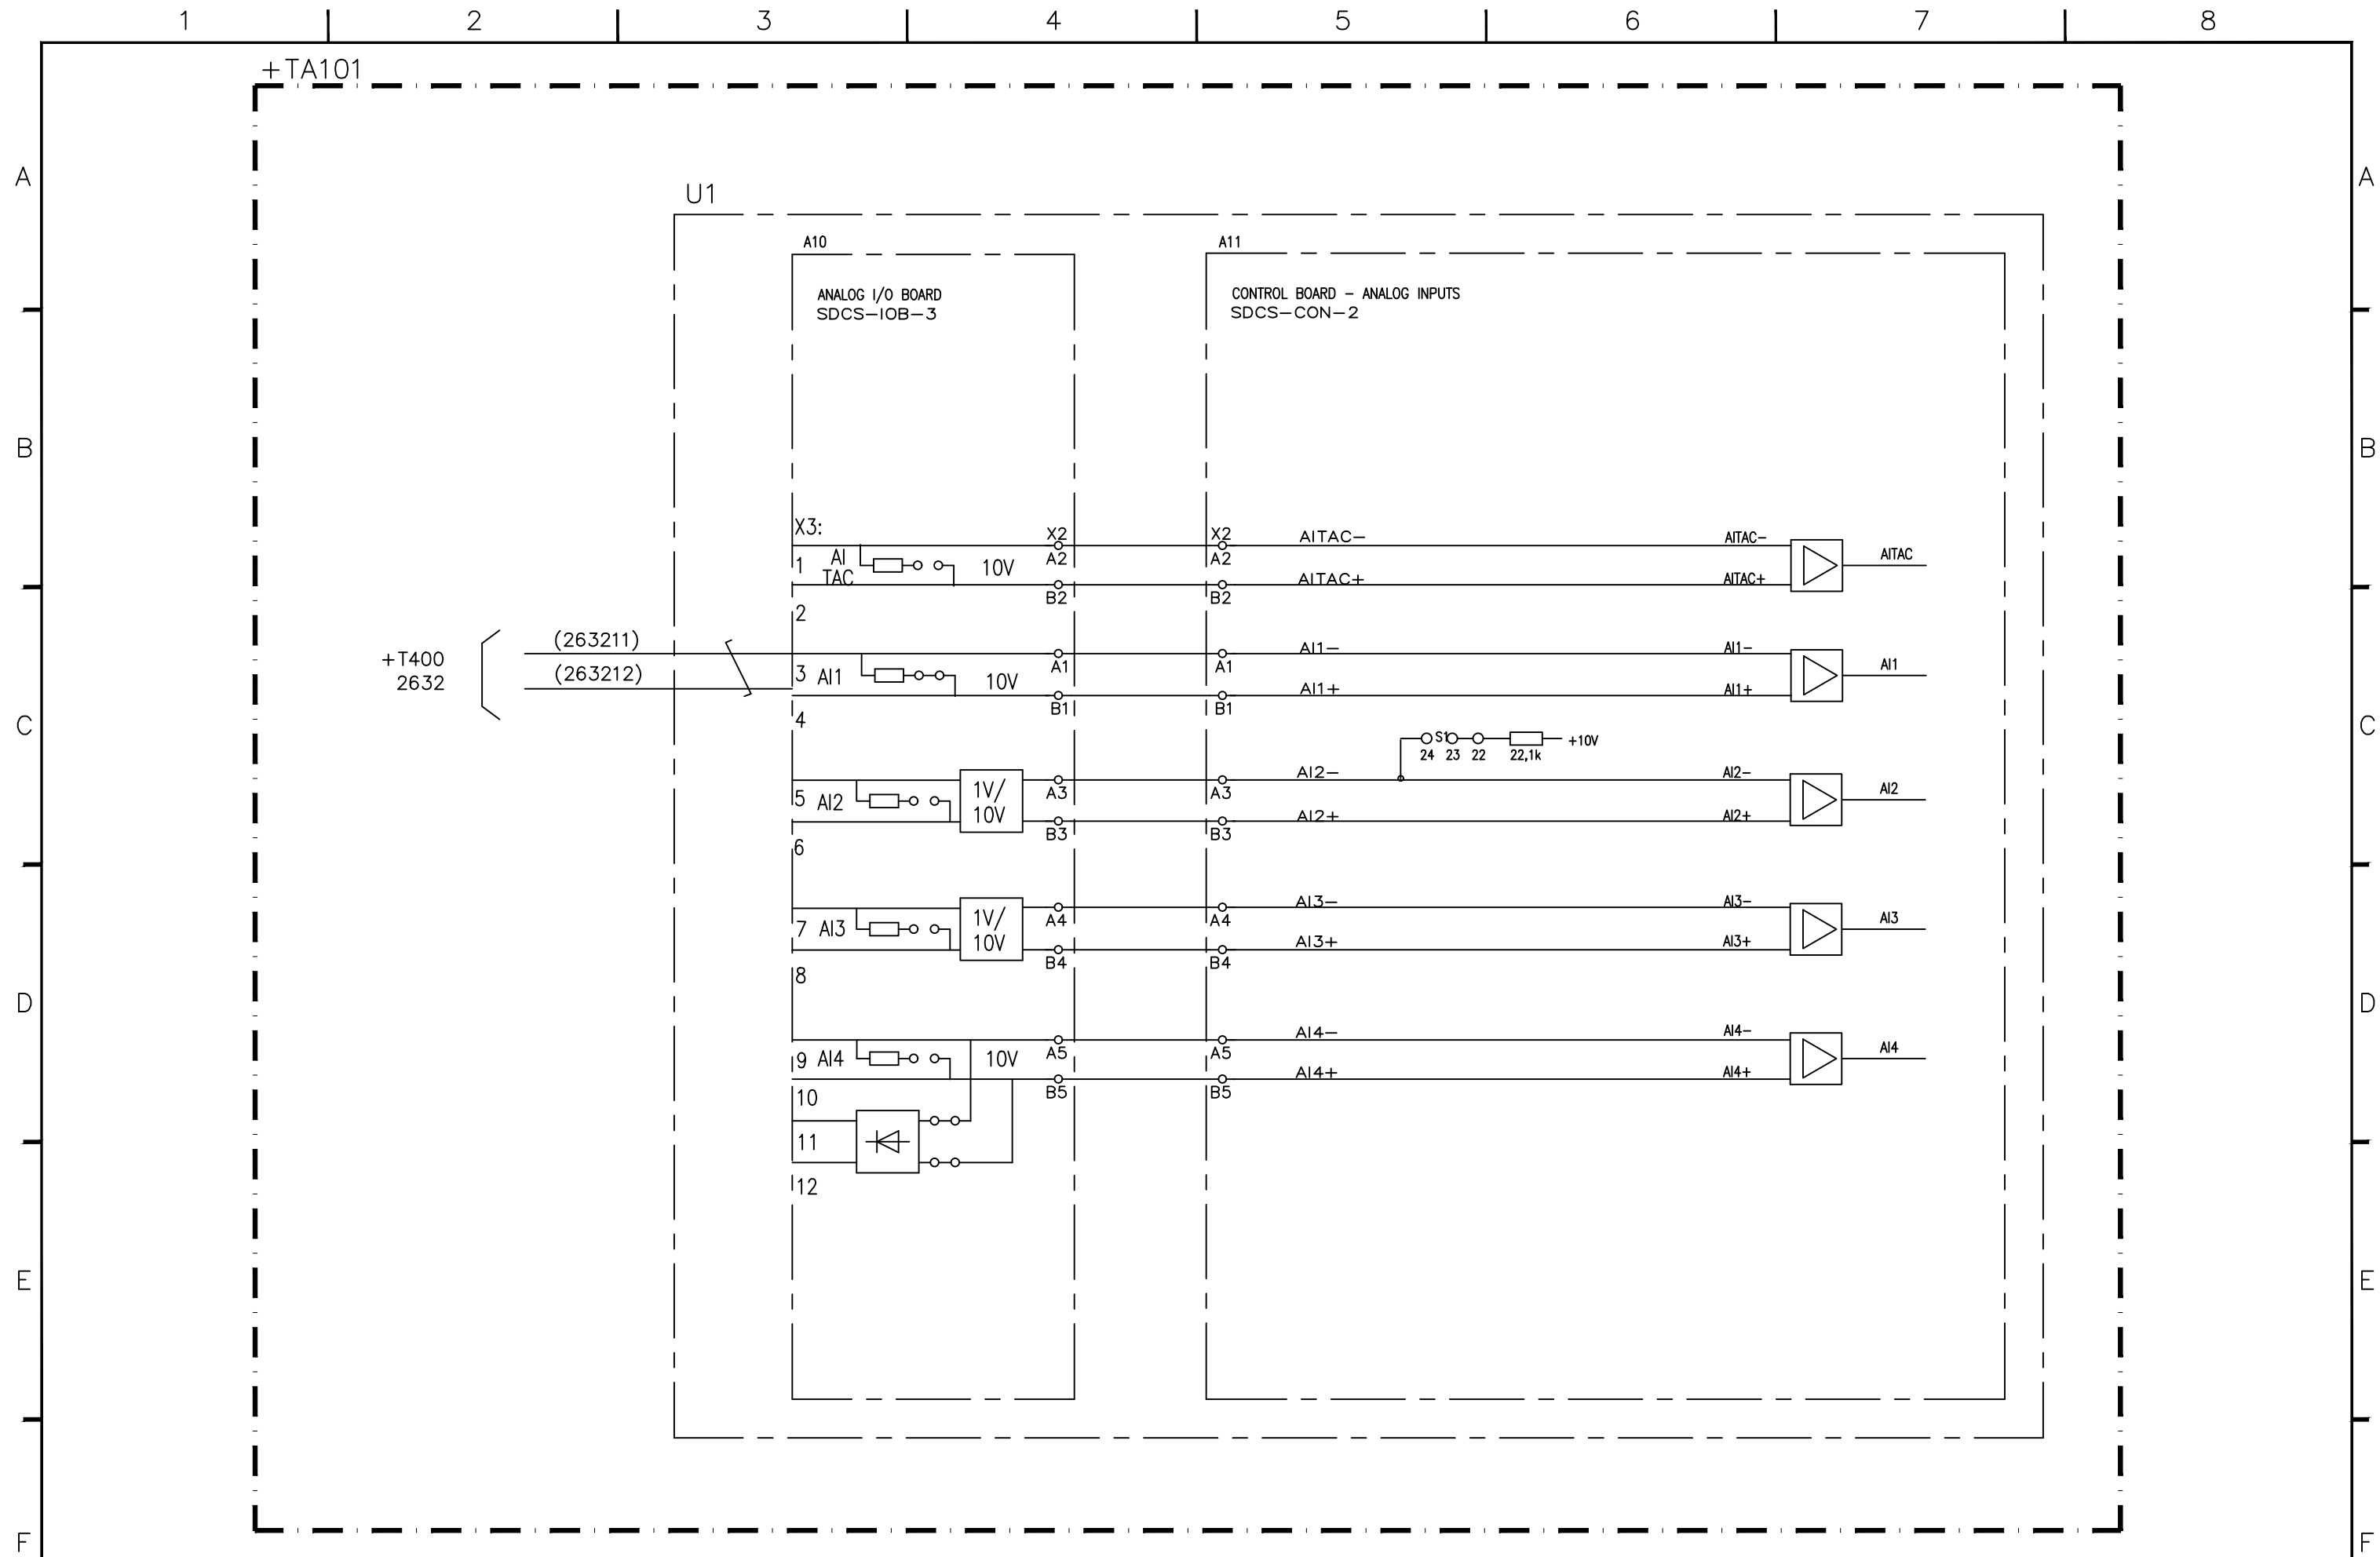 1 2 3 4 5 6 7 8
+TA101
A A
U1
A10 A11
ANALOG I/O BOARD
SDCS-IOB-3
CONTROL BOARD - ANALOG INPUTS
SDCS-CON-2
B B
X3: X2 X2 AITAC- AITAC-
1 AI TAC 10V A2 A2 AITAC
AITAC+ AITAC+
2 B2 B2
(263211) AI1- AI1-
+T400
2632
(263212)
3 AI1 10V A1 A1 AI1
AI1+ AI1+
4 B1 B1
C C
S1 +10V
24 23 22 22,1k
AI2- AI2-
5 AI2 1V/
10V A3 A3 AI2
AI2+ AI2+
6 B3 B3
AI3- AI3-
7 AI3 1V/
10V A4 A4 AI3
AI3+ AI3+
8 B4 B4
D D
AI4- AI4-
9 AI4 10V A5 A5 AI4
AI4+ AI4+
10 B5 B5
11
12
E E
F F